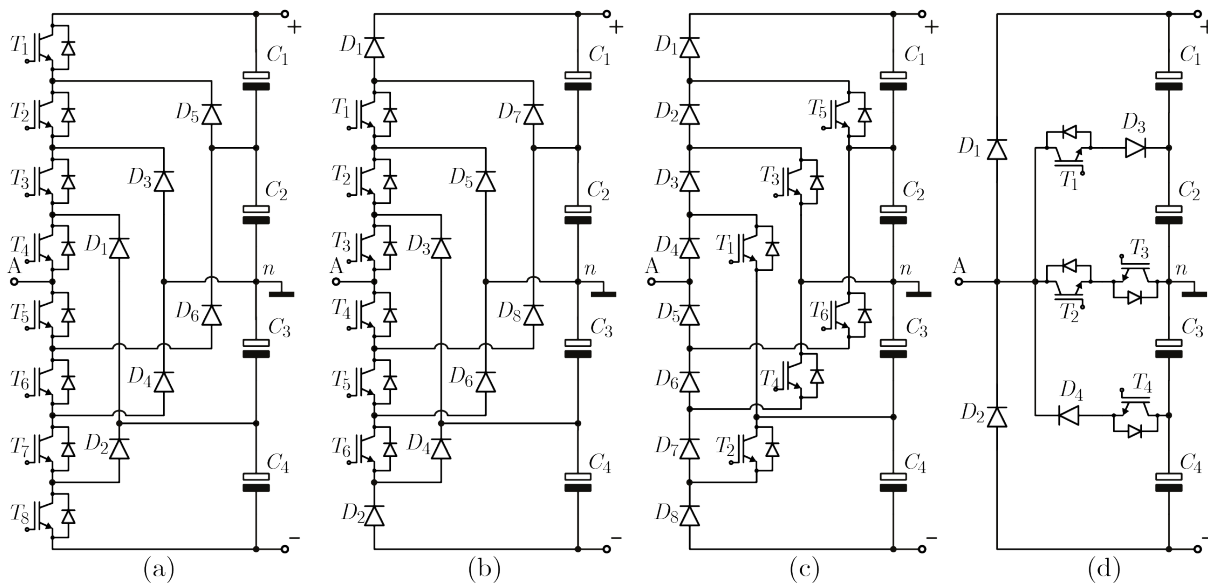 +
T1
C1
T2
D5
T3
D3
C2
T4
D1
A
n
T5
D6
C3
T6
D4
T7
D2
C4
T8
−
(a)
+
D1
C1
T1
D7
T2
D5
C2
T3
D3
A
n
T4
D8
C3
T5
D6
T6
D4
C4
D2
−
(b)
+
D1
C1
D2
T5
D3
T3
C2
D4
T1
A
n
D5
T6
C3
D6
T4
D7
T2
C4
D8
−
(c)
+
C1
D1
D3
T1
C2
A
T3
n
T2
C3
D2
D4
T4
C4
−
(d)